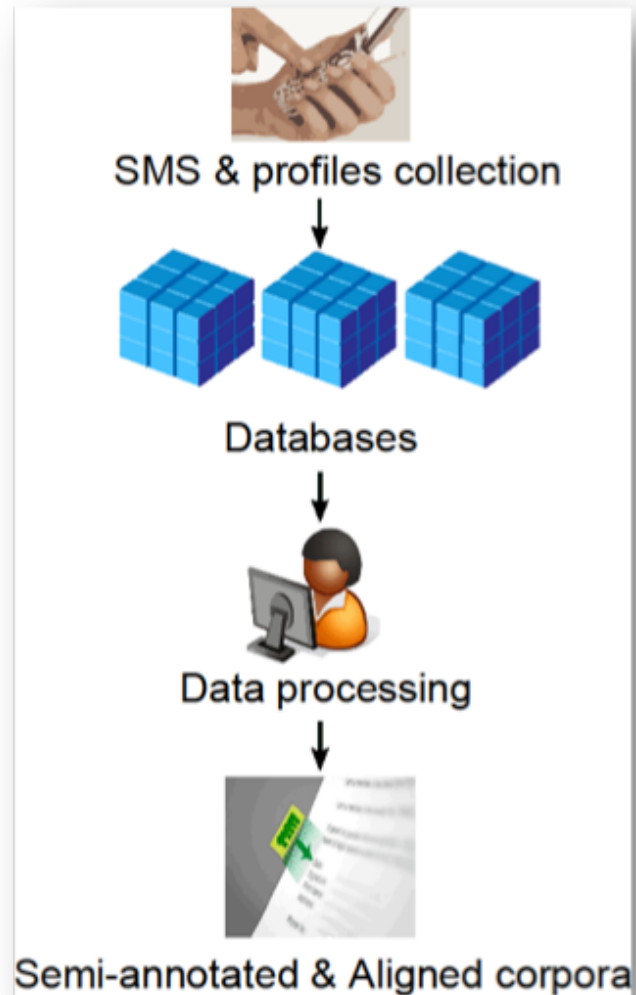 SMS & profiles collection
Databases
Data processing
Semi-annotated & Aligned corpora